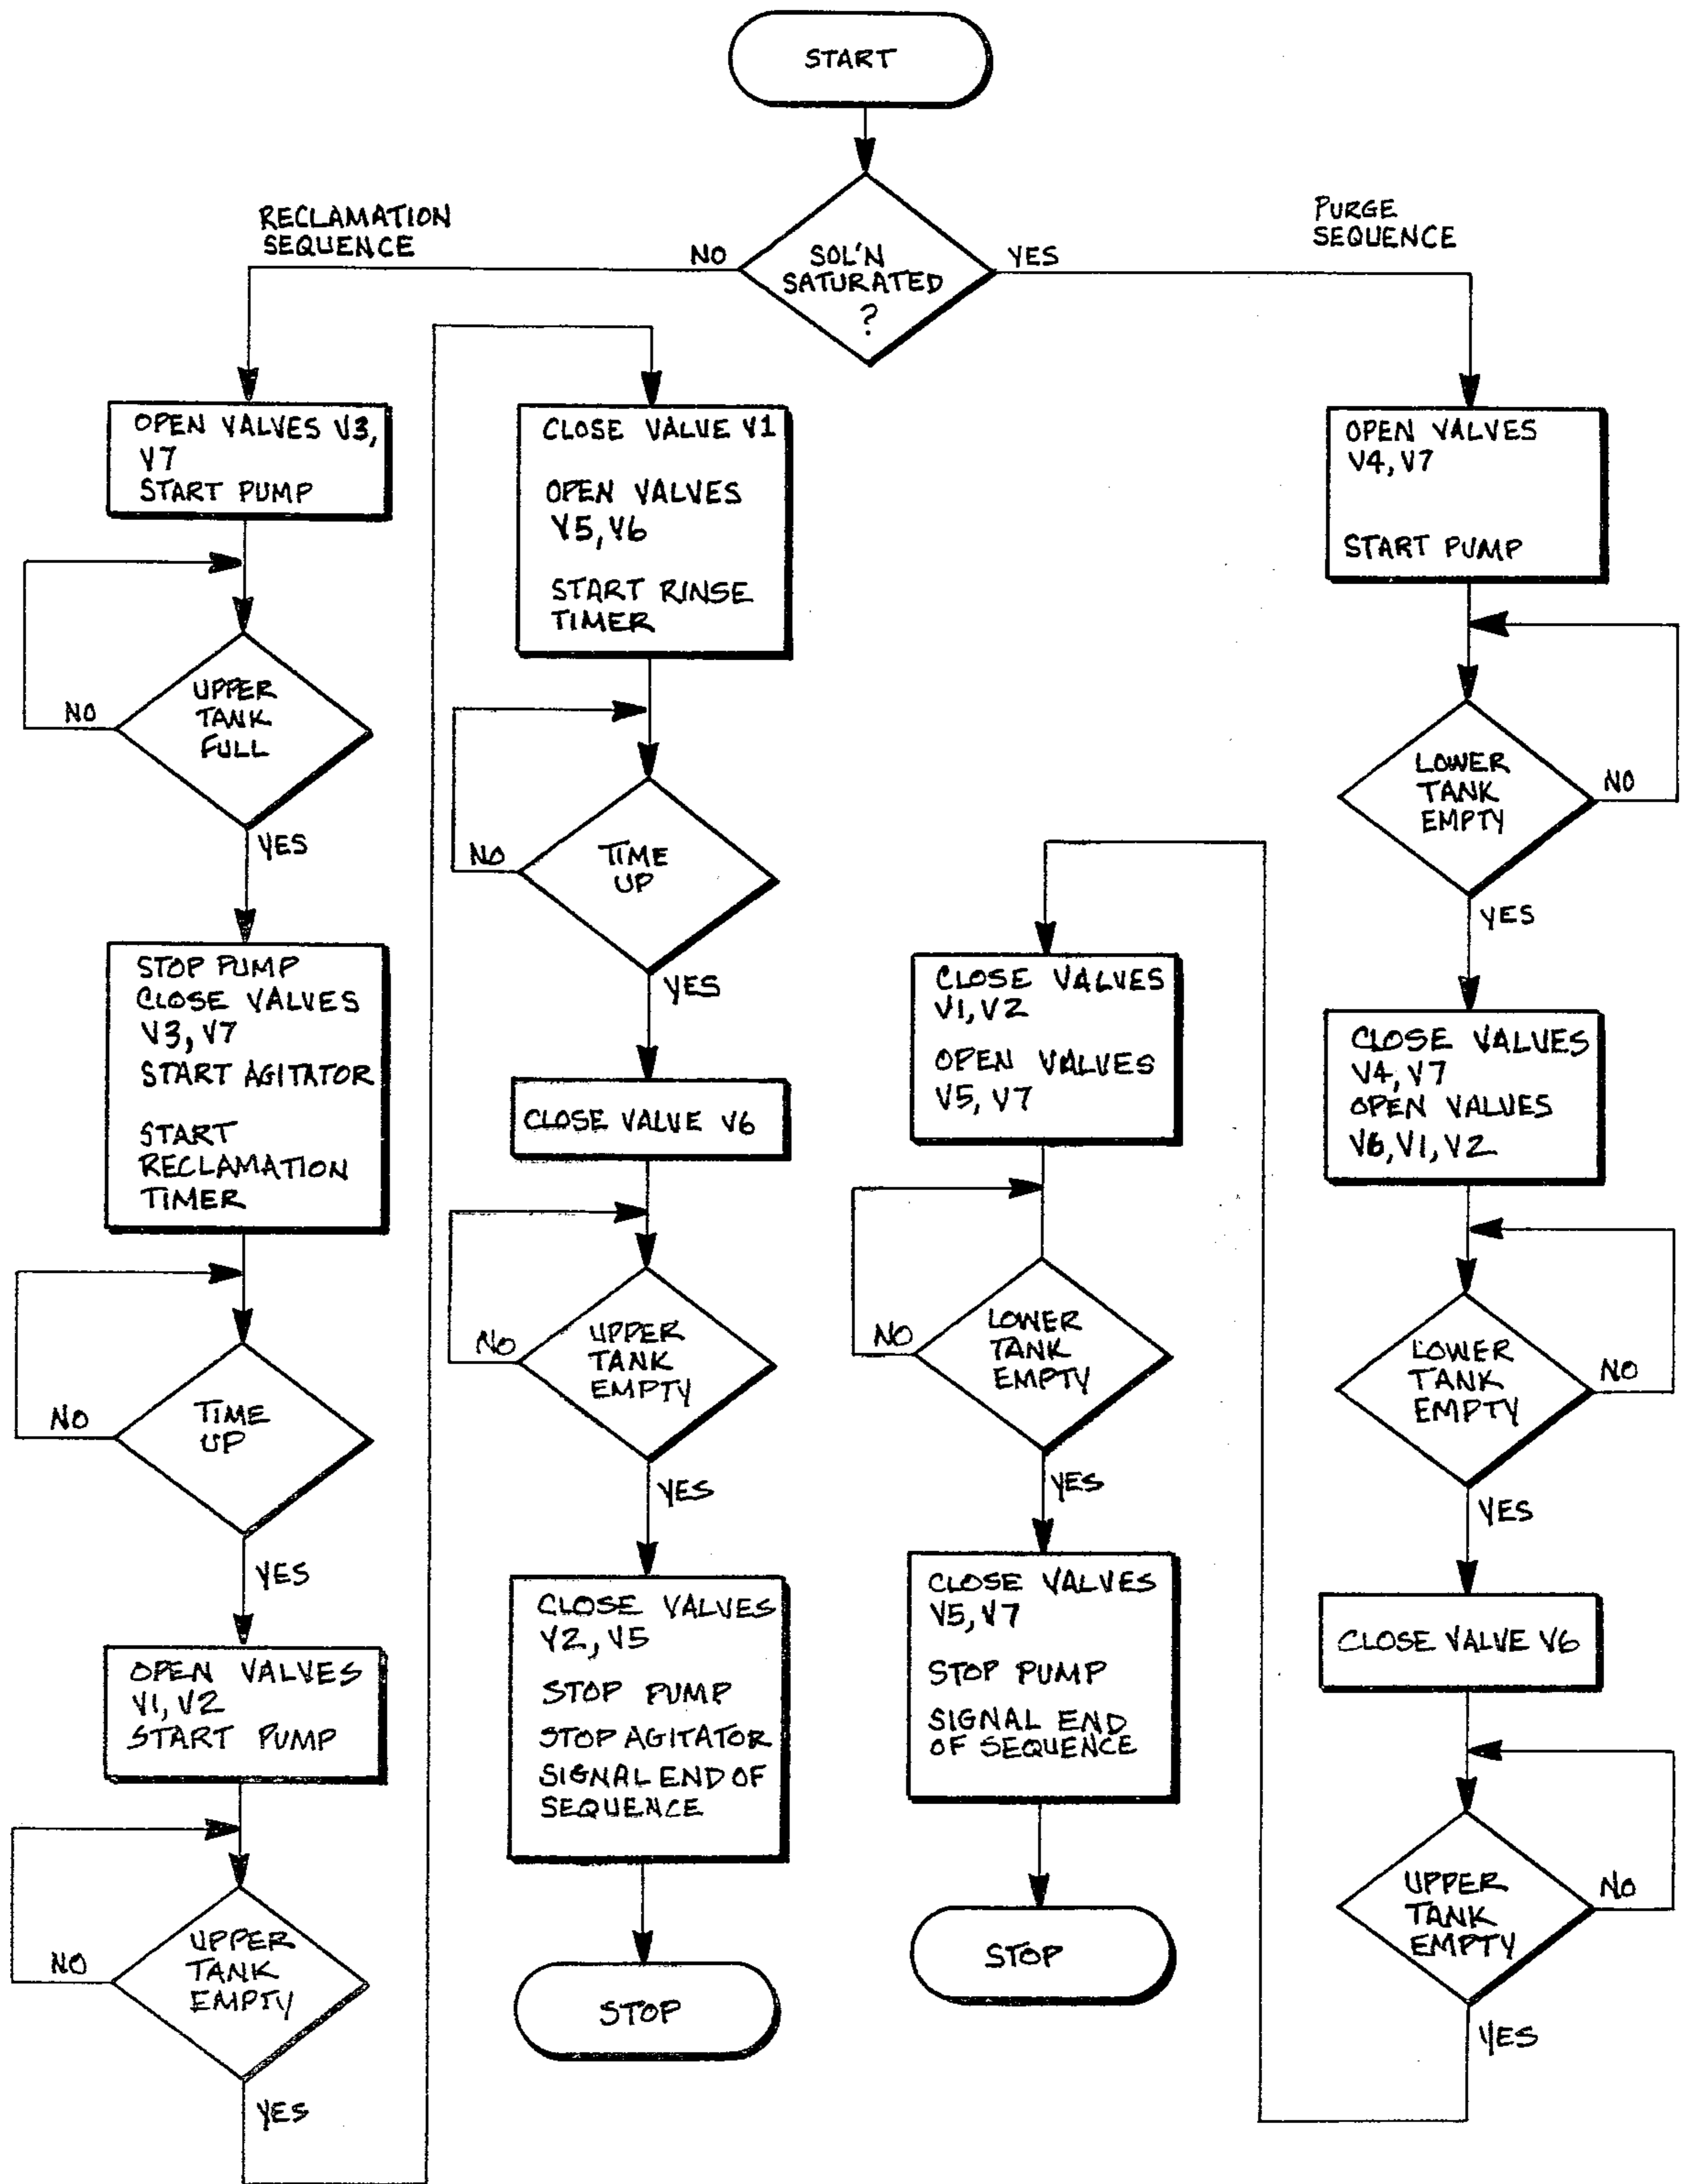 START
SOL'N
SATURATED
?
NO
YES
RECLAMATION
SEQUENCE
OPEN VALVES V3,
V7
START PUMP
UPPER
TANK
FULL
NO
YES
STOP PUMP
CLOSE VALVES
V3, V7
START AGITATOR
START
RECLAMATION
TIMER
TIME
UP
NO
YES
OPEN VALVES
V1, V2
START PUMP
UPPER
TANK
EMPTY
NO
YES
CLOSE VALVE V1
OPEN VALVES
V5, V6
START RINSE
TIMER
TIME
UP
NO
YES
CLOSE VALVE V6
UPPER
TANK
EMPTY
NO
YES
CLOSE VALVES
V2, V5
STOP PUMP
STOP AGITATOR
SIGNAL END OF
SEQUENCE
STOP
PURGE
SEQUENCE
OPEN VALVES
V4, V7
START PUMP
LOWER
TANK
EMPTY
NO
YES
CLOSE VALVES
V4, V7
OPEN VALVES
V6, V1, V2
LOWER
TANK
EMPTY
NO
YES
CLOSE VALVE V6
UPPER
TANK
EMPTY
NO
YES
CLOSE VALVES
V1, V2
OPEN VALVES
V5, V7
LOWER
TANK
EMPTY
NO
YES
CLOSE VALVES
V5, V7
STOP PUMP
SIGNAL END
OF SEQUENCE
STOP